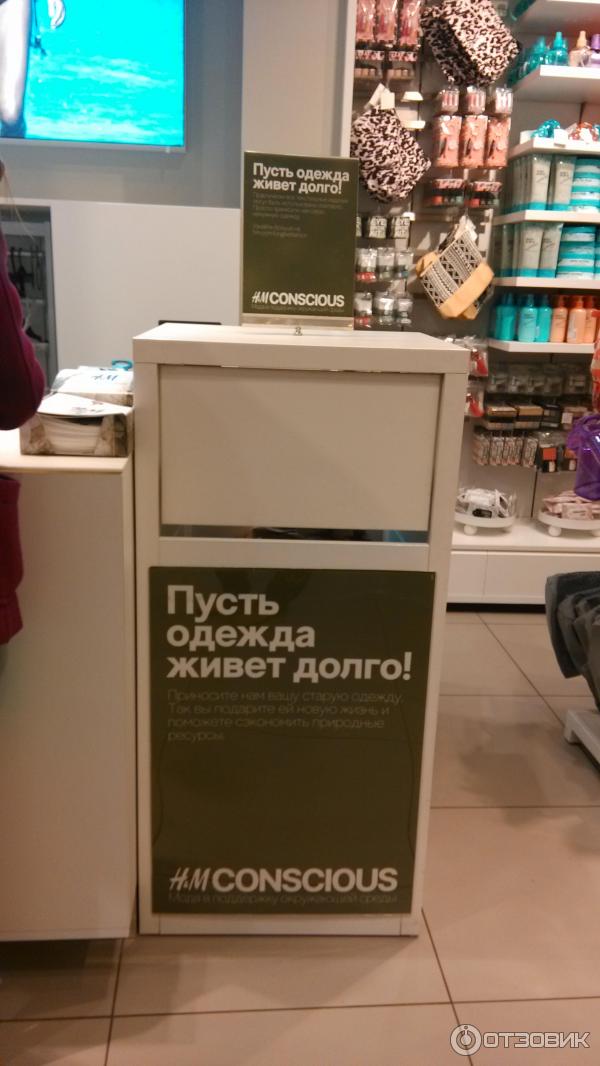 Пусть одежда
живет долго!
H&M CONSCIOUS
H&M
Пусть
одежда
живет долго!
Приносите нам вашу старую одежду.
Так вы подарите ей новую жизнь и
поможете сэкономить природные
ресурсы.
H&M CONSCIOUS
Мода в поддержку окружающей среды
ОТЗОВИК